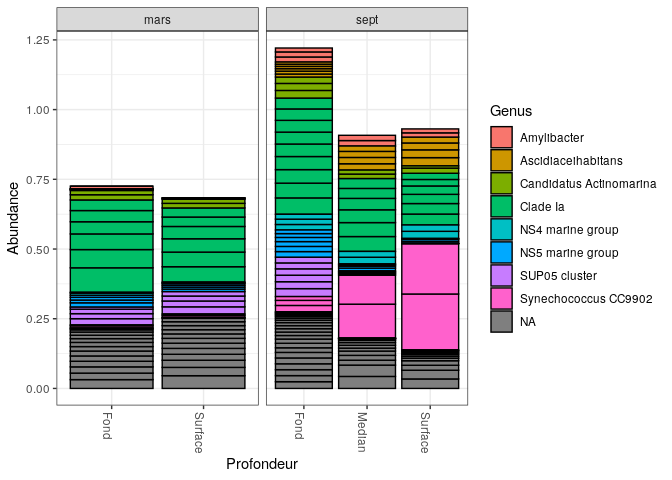 mars
sept
1.25
1.00
0.75
0.50
0.25
0.00
Abundance
Fond
Surface
Fond
Median
Surface
Profondeur
Genus
Amylibacter
Ascidiaceihabitans
Candidatus Actinomarina
Clade Ia
NS4 marine group
NS5 marine group
SUP05 cluster
Synechococcus CC9902
NA